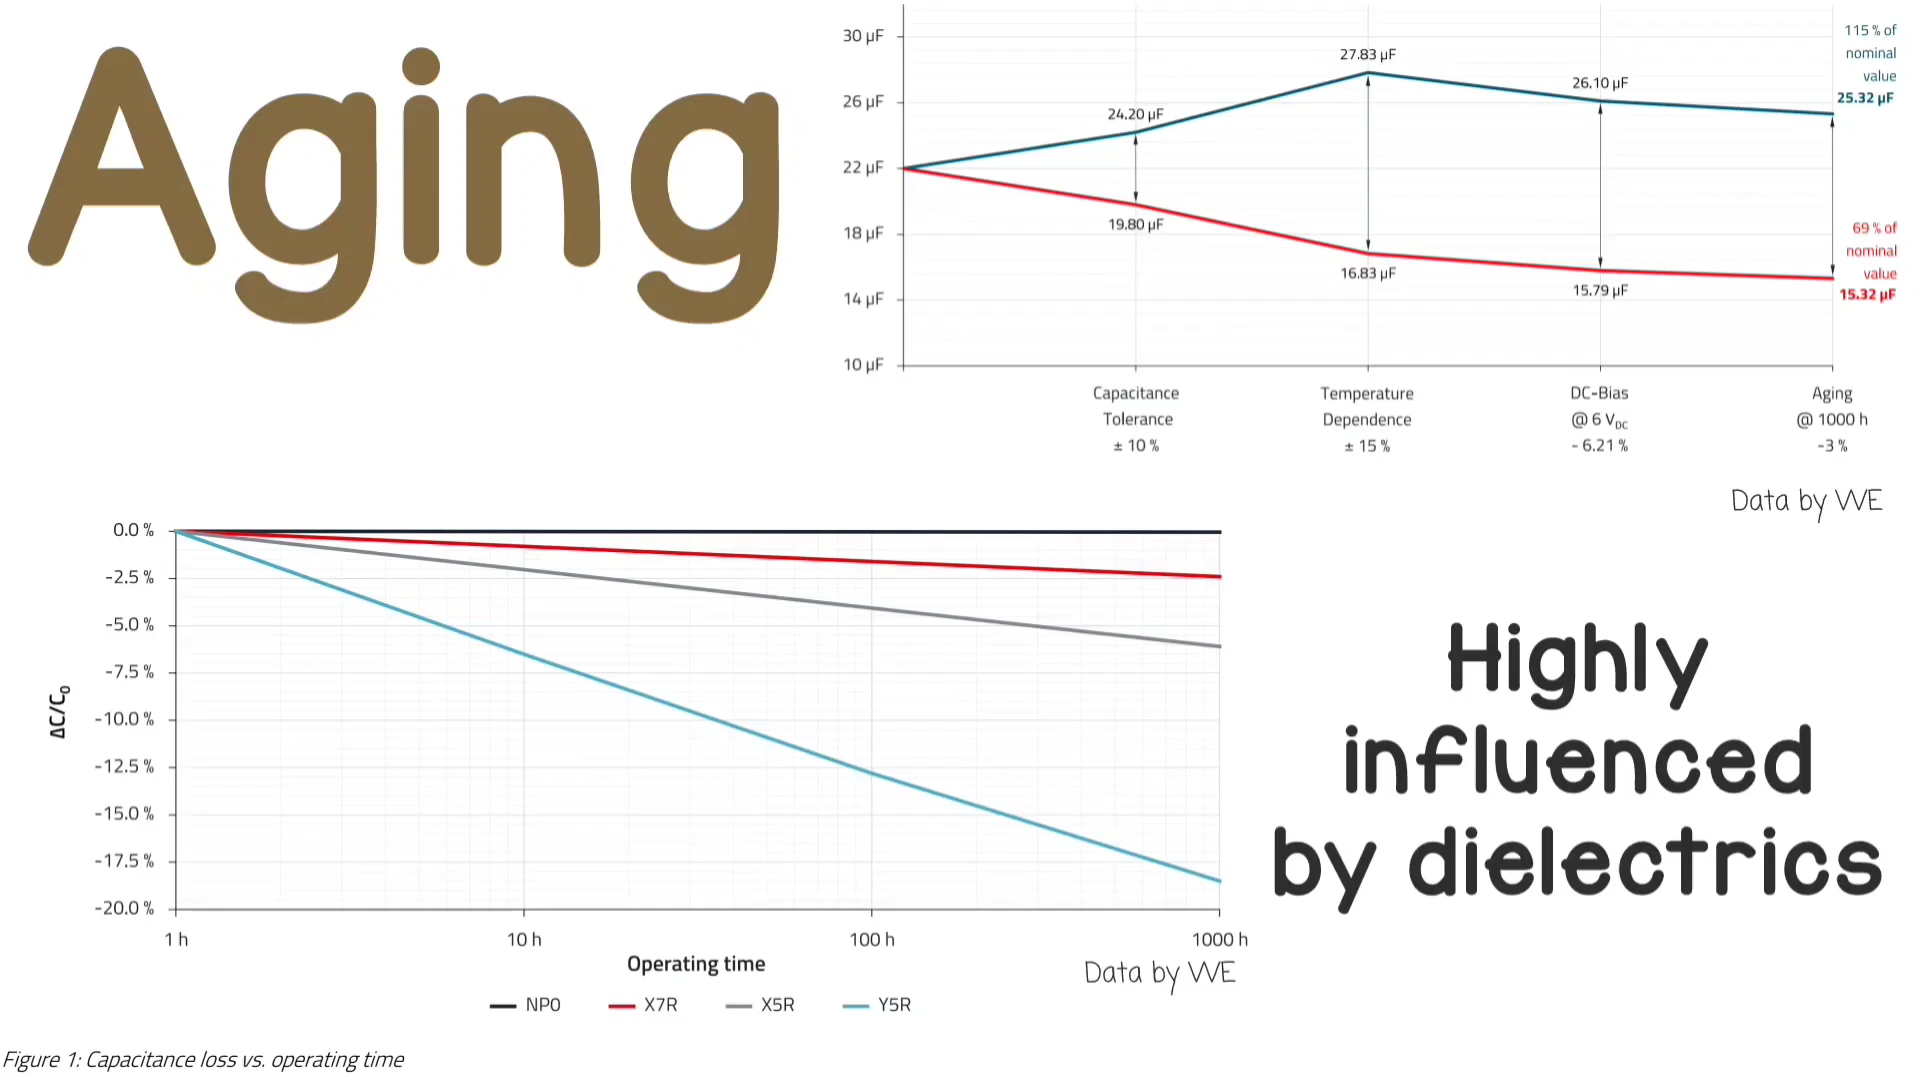 Aging
30 µF
26 µF
22 µF
18 µF
14 µF
10 µF
24.20 µF
19.80 µF
27.83 µF
16.83 µF
26.10 µF
15.79 µF
115 % of
nominal
value
25.32 µF
69 % of
nominal
value
15.32 µF
Capacitance
Tolerance
± 10 %
Temperature
Dependence
± 15 %
DC-Bias
@ 6 VDC
- 6.21 %
Aging
@ 1000 h
-3 %
Data by WE
0.0 %
-2.5 %
-5.0 %
-7.5 %
-10.0 %
-12.5 %
-15.0 %
-17.5 %
-20.0 %
ΔC/C0
1 h
10 h
100 h
1000 h
Operating time
Data by WE
NP0
X7R
X5R
Y5R
Highly
influenced
by dielectrics
Figure 1: Capacitance loss vs. operating time